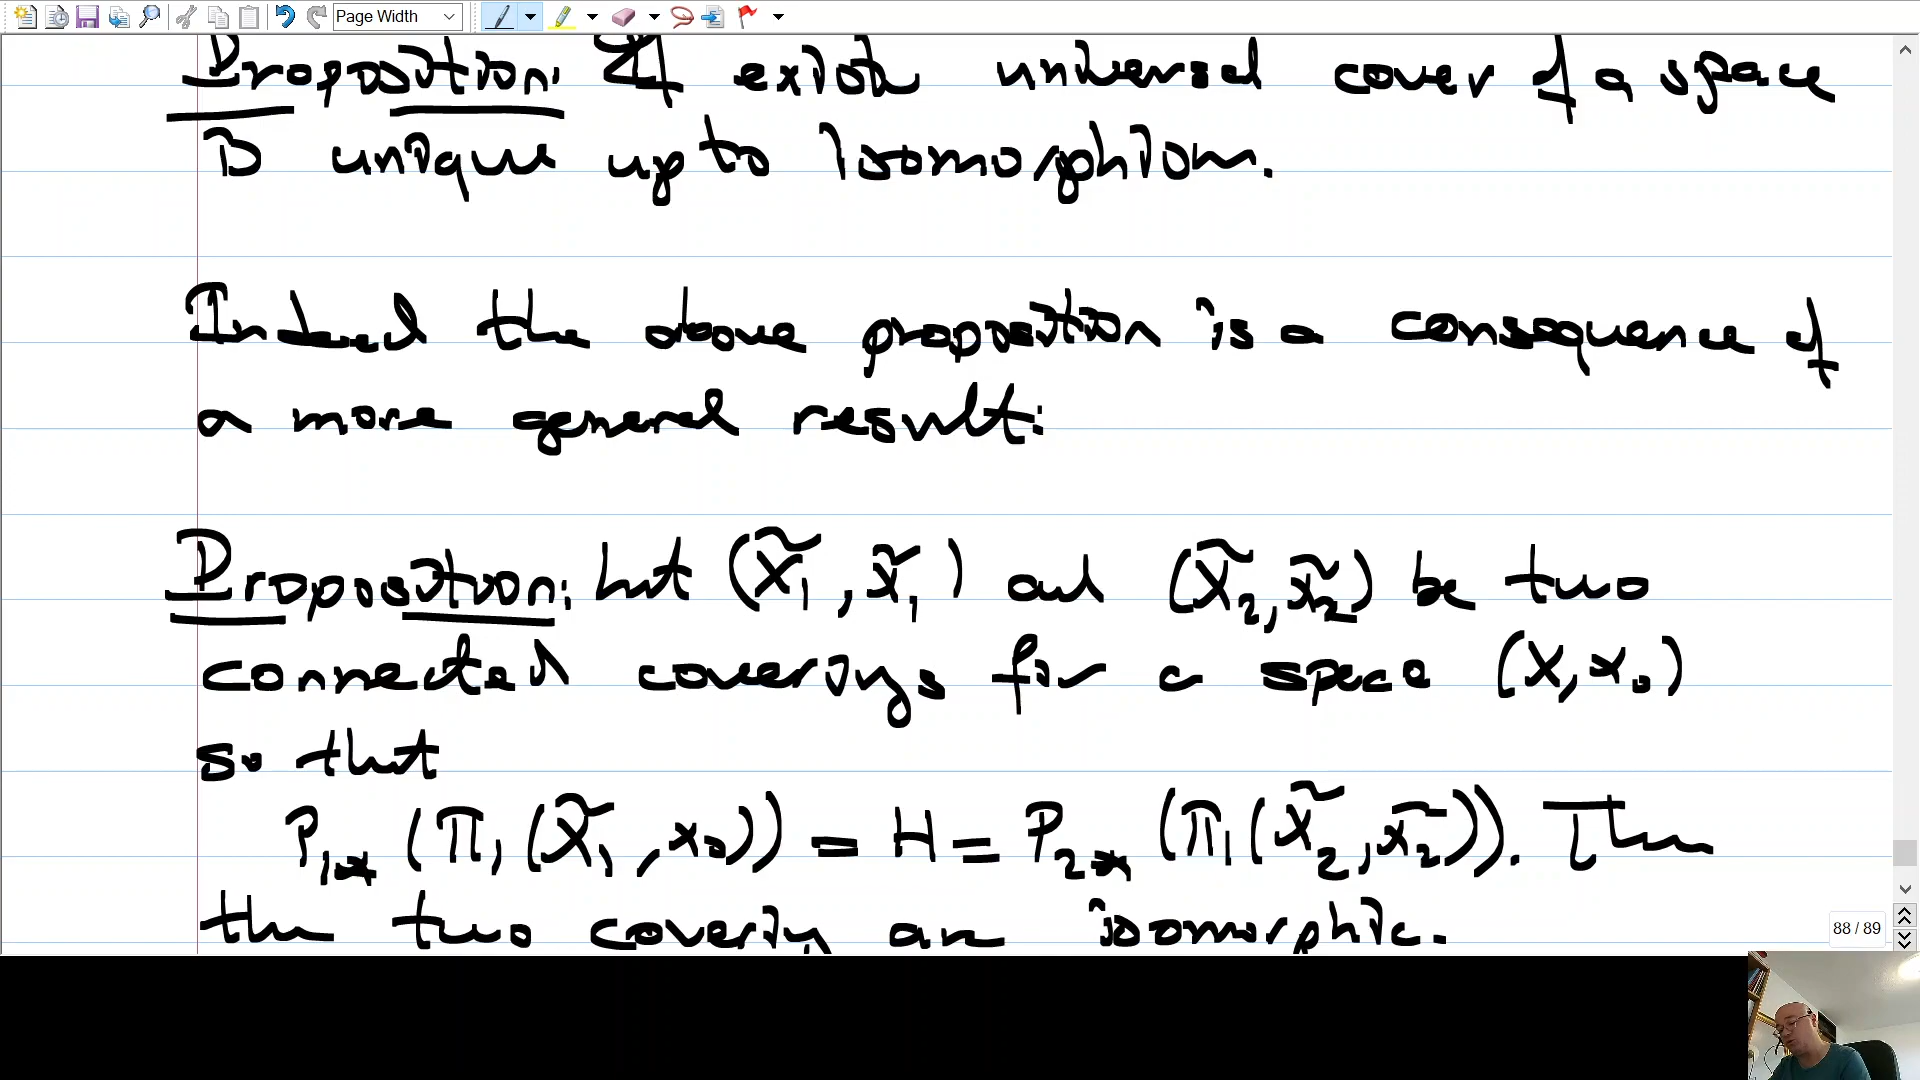 Page Width
Proposition: If exists universal cover of a space
B unique up to isomorphism.
Indeed the above proposition is a consequence of
a more general result:
Proposition: Let (X̃₁, x̃₁) and (X̃₂, x̃₂) be two
connected coverings for a space (X, x₀)
so that
P₁* (π₁(X̃₁, x₀)) = H = P₂* (π₁(X̃₂, x̃₂)). Then
the two covering are isomorphic.
88 / 89